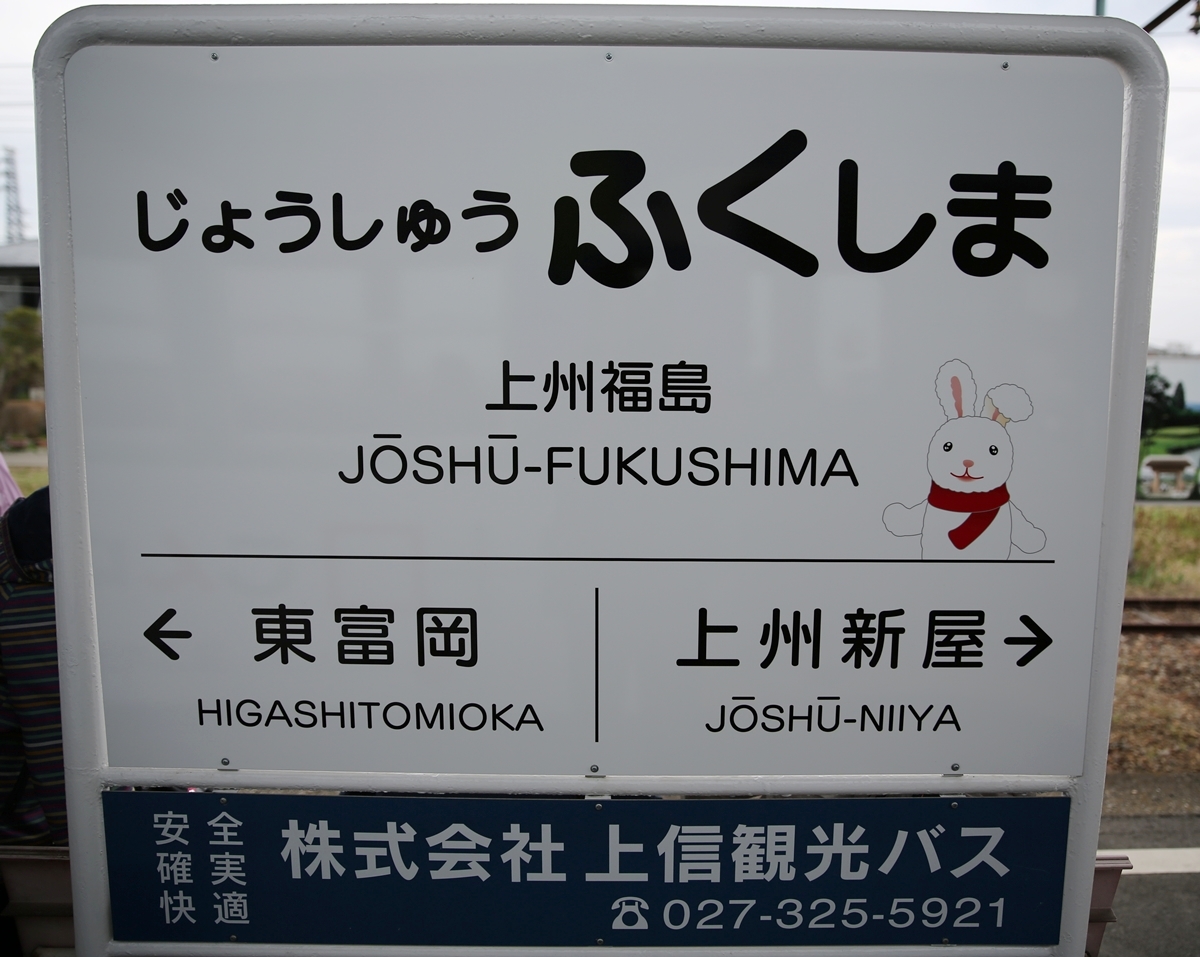 じょうしゅうふくしま
上州福島
JŌSHŪ-FUKUSHIMA
← 東富岡
HIGASHITOMIOKA
上州新屋 →
JŌSHŪ-NIIYA
安全
確実
快適
株式会社 上信観光バス
☎027-325-5921